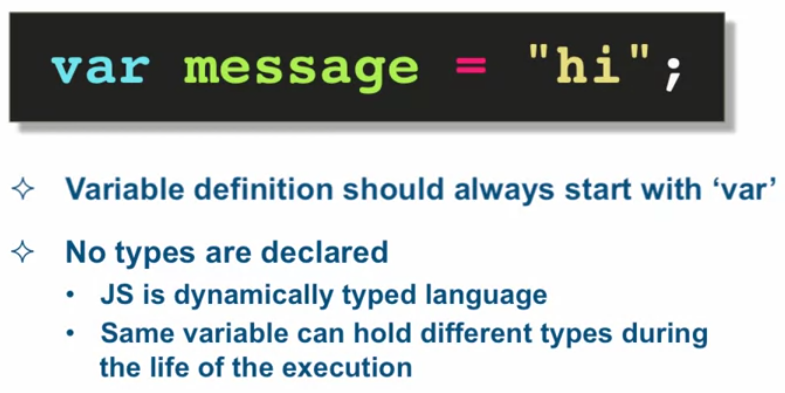 var message = "hi";
✧ Variable definition should always start with ‘var’
✧ No types are declared
• JS is dynamically typed language
• Same variable can hold different types during
the life of the execution